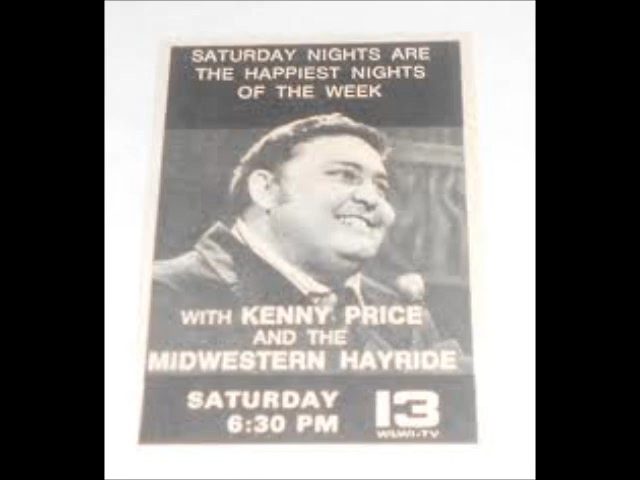 SATURDAY NIGHTS ARE
THE HAPPIEST NIGHTS
OF THE WEEK
WITH KENNY PRICE
AND THE
MIDWESTERN HAYRIDE
SATURDAY
6:30 PM
13
WLWI-TV